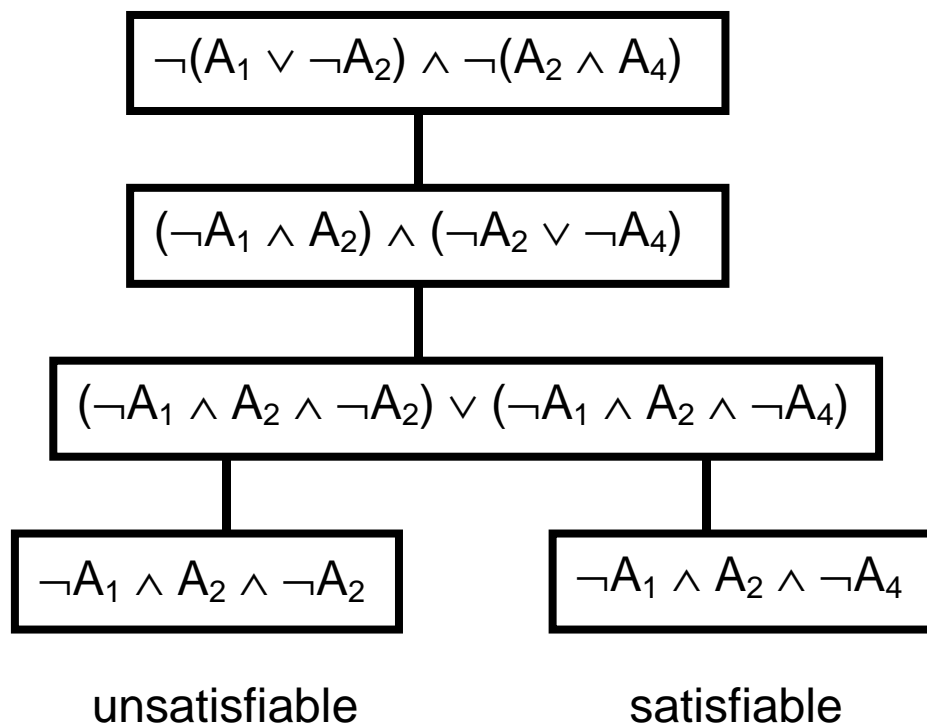 ¬(A₁ ∨ ¬A₂) ∧ ¬(A₂ ∧ A₄)
(¬A₁ ∧ A₂) ∧ (¬A₂ ∨ ¬A₄)
(¬A₁ ∧ A₂ ∧ ¬A₂) ∨ (¬A₁ ∧ A₂ ∧ ¬A₄)
¬A₁ ∧ A₂ ∧ ¬A₂
¬A₁ ∧ A₂ ∧ ¬A₄
unsatisfiable
satisfiable